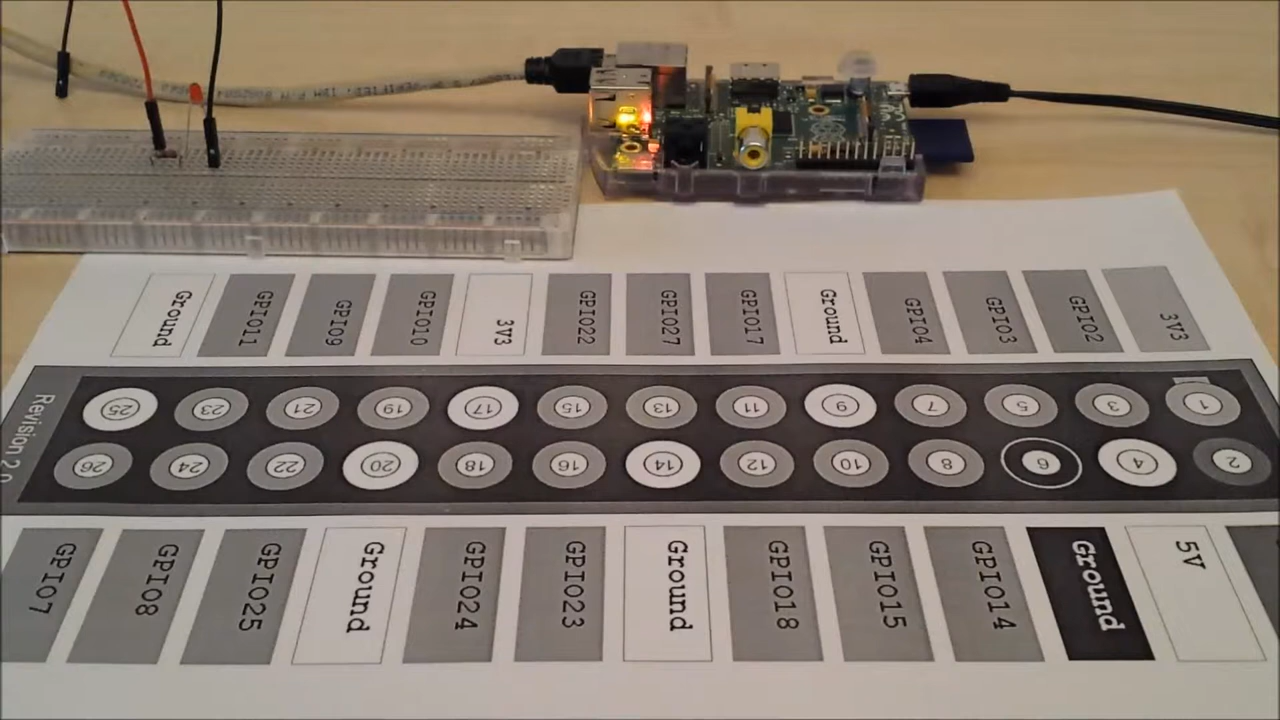 Ground GPIO11 GPIO9 GPIO10 3V3 GPIO22 GPIO27 GPIO17 Ground GPIO4 GPIO3 GPIO2 3V3
25 23 21 19 17 15 13 11 9 7 5 3 1
26 24 22 20 18 16 14 12 10 8 6 4 2
GPIO7 GPIO8 GPIO25 Ground GPIO24 GPIO23 Ground GPIO18 GPIO15 GPIO14 Ground 5V
Revision 2.0